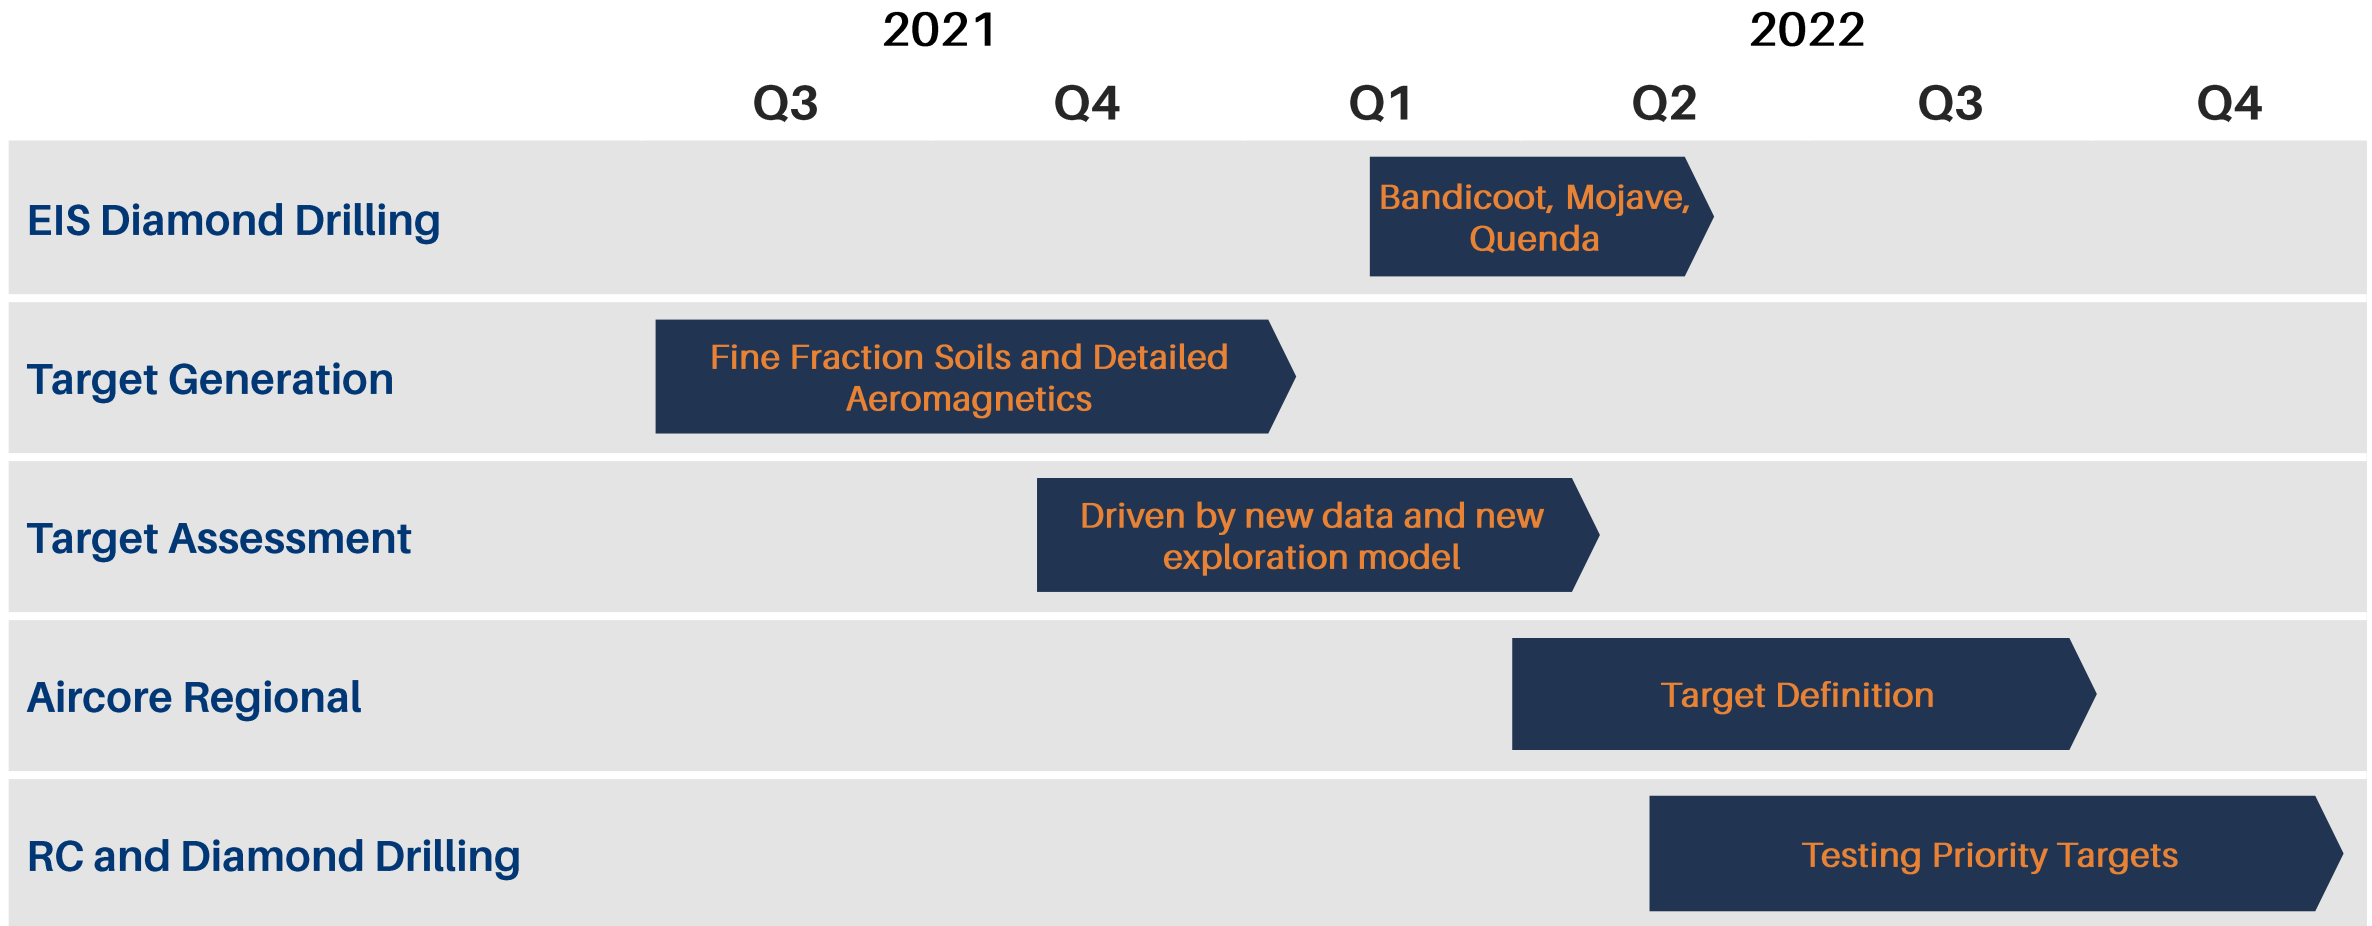 2021 2022
Q3 Q4 Q1 Q2 Q3 Q4
EIS Diamond Drilling
Bandicoot, Mojave,
Quenda
Target Generation
Fine Fraction Soils and Detailed
Aeromagnetics
Target Assessment
Driven by new data and new
exploration model
Aircore Regional
Target Definition
RC and Diamond Drilling
Testing Priority Targets